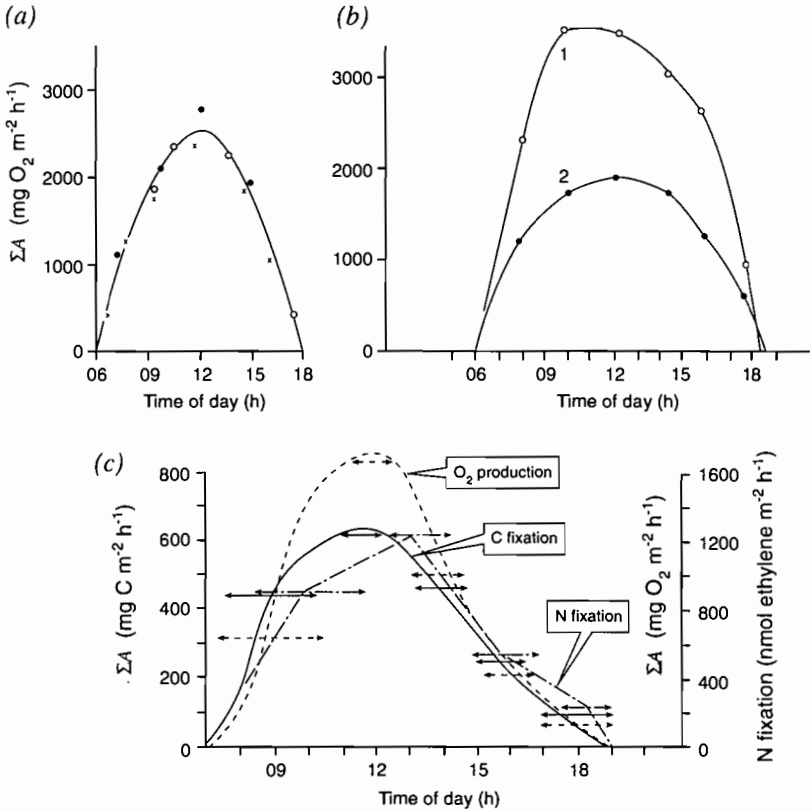 (a)
ΣA (mg O₂ m⁻² h⁻¹)
3000
2000
1000
0
06 09 12 15 18
Time of day (h)
(b)
3000
2000
1000
0
1
2
06 09 12 15 18
Time of day (h)
(c)
ΣA (mg C m⁻² h⁻¹)
800
600
400
200
0
O₂ production
C fixation
N fixation
09 12 15 18
Time of day (h)
1600
1200
800
400
0
ΣA (mg O₂ m⁻² h⁻¹)
N fixation (nmol ethylene m⁻² h⁻¹)